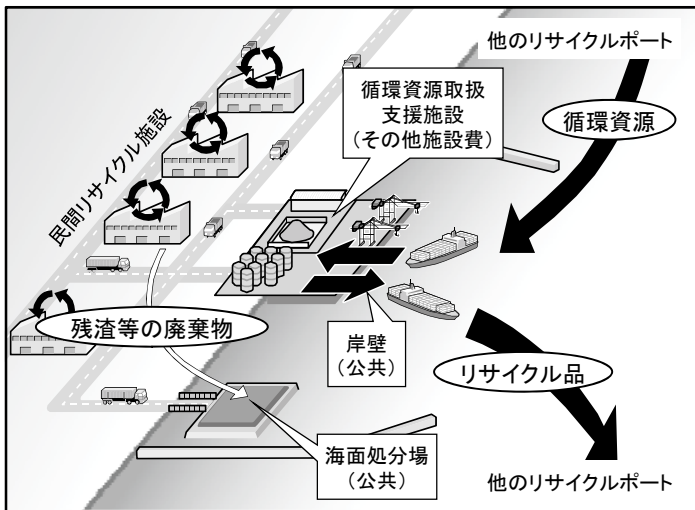 他のリサイクルポート
循環資源
循環資源取扱
支援施設
(その他施設費)
民間リサイクル施設
残渣等の廃棄物
岸壁
(公共)
リサイクル品
海面処分場
(公共)
他のリサイクルポート